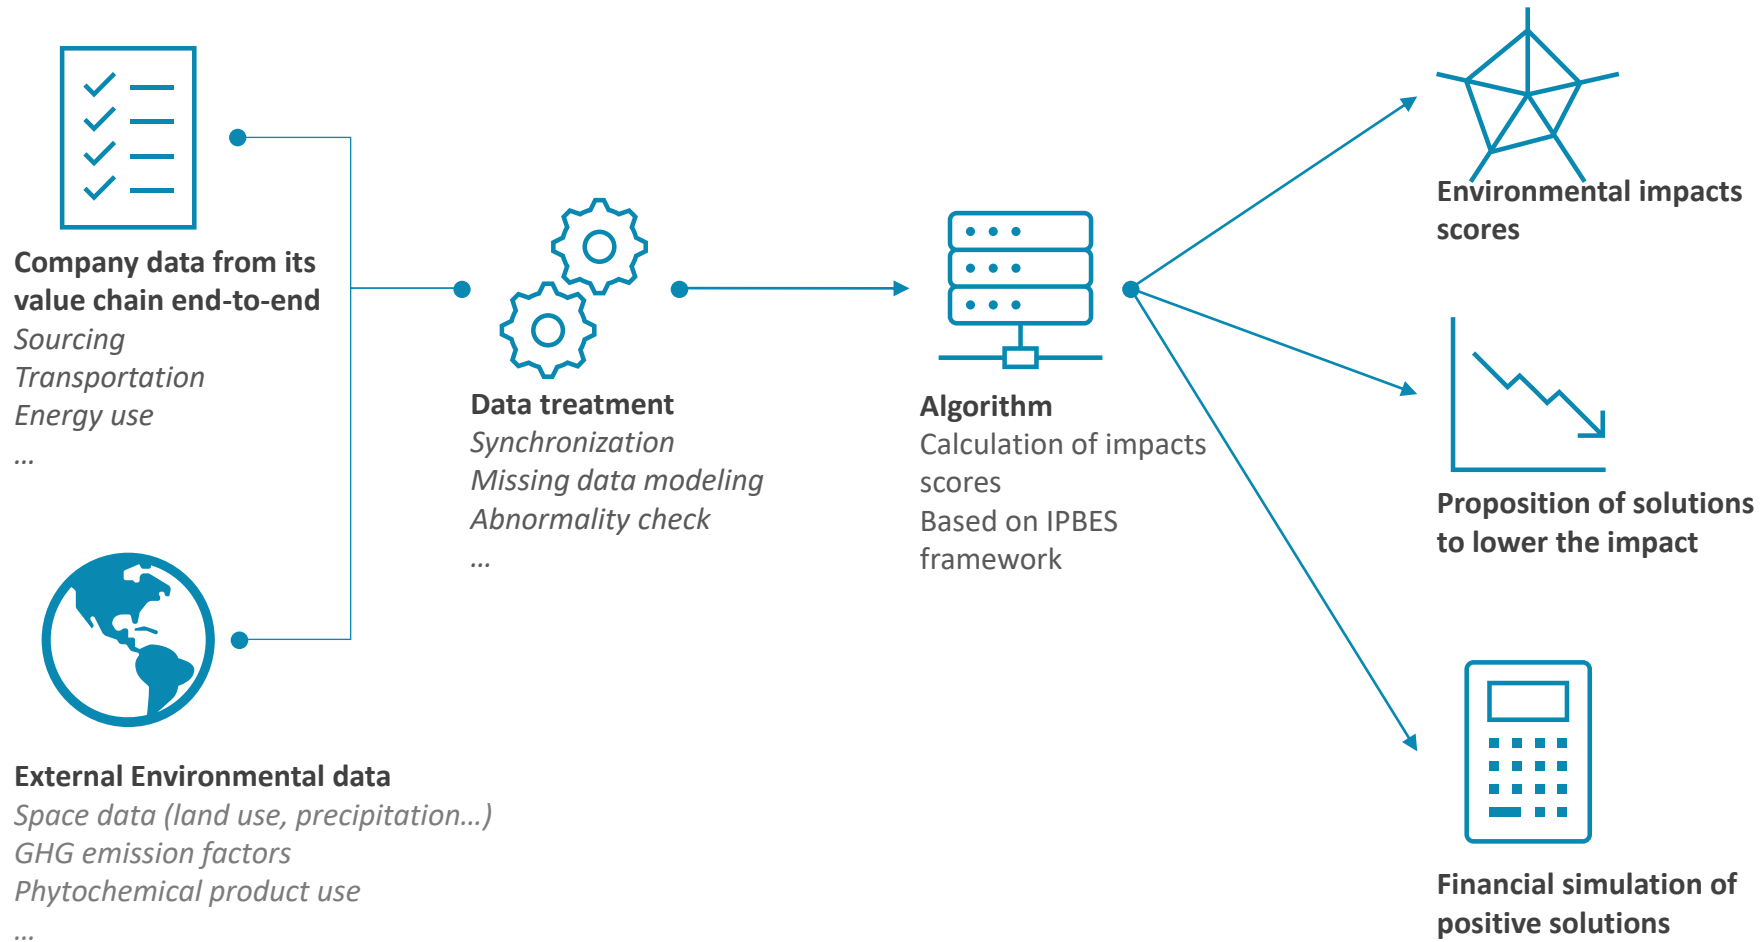 Company data from its
value chain end-to-end
Sourcing
Transportation
Energy use
...
External Environmental data
Space data (land use, precipitation...)
GHG emission factors
Phytochemical product use
...
Data treatment
Synchronization
Missing data modeling
Abnormality check
...
Algorithm
Calculation of impacts
scores
Based on IPBES
framework
Environmental impacts
scores
Proposition of solutions
to lower the impact
Financial simulation of
positive solutions